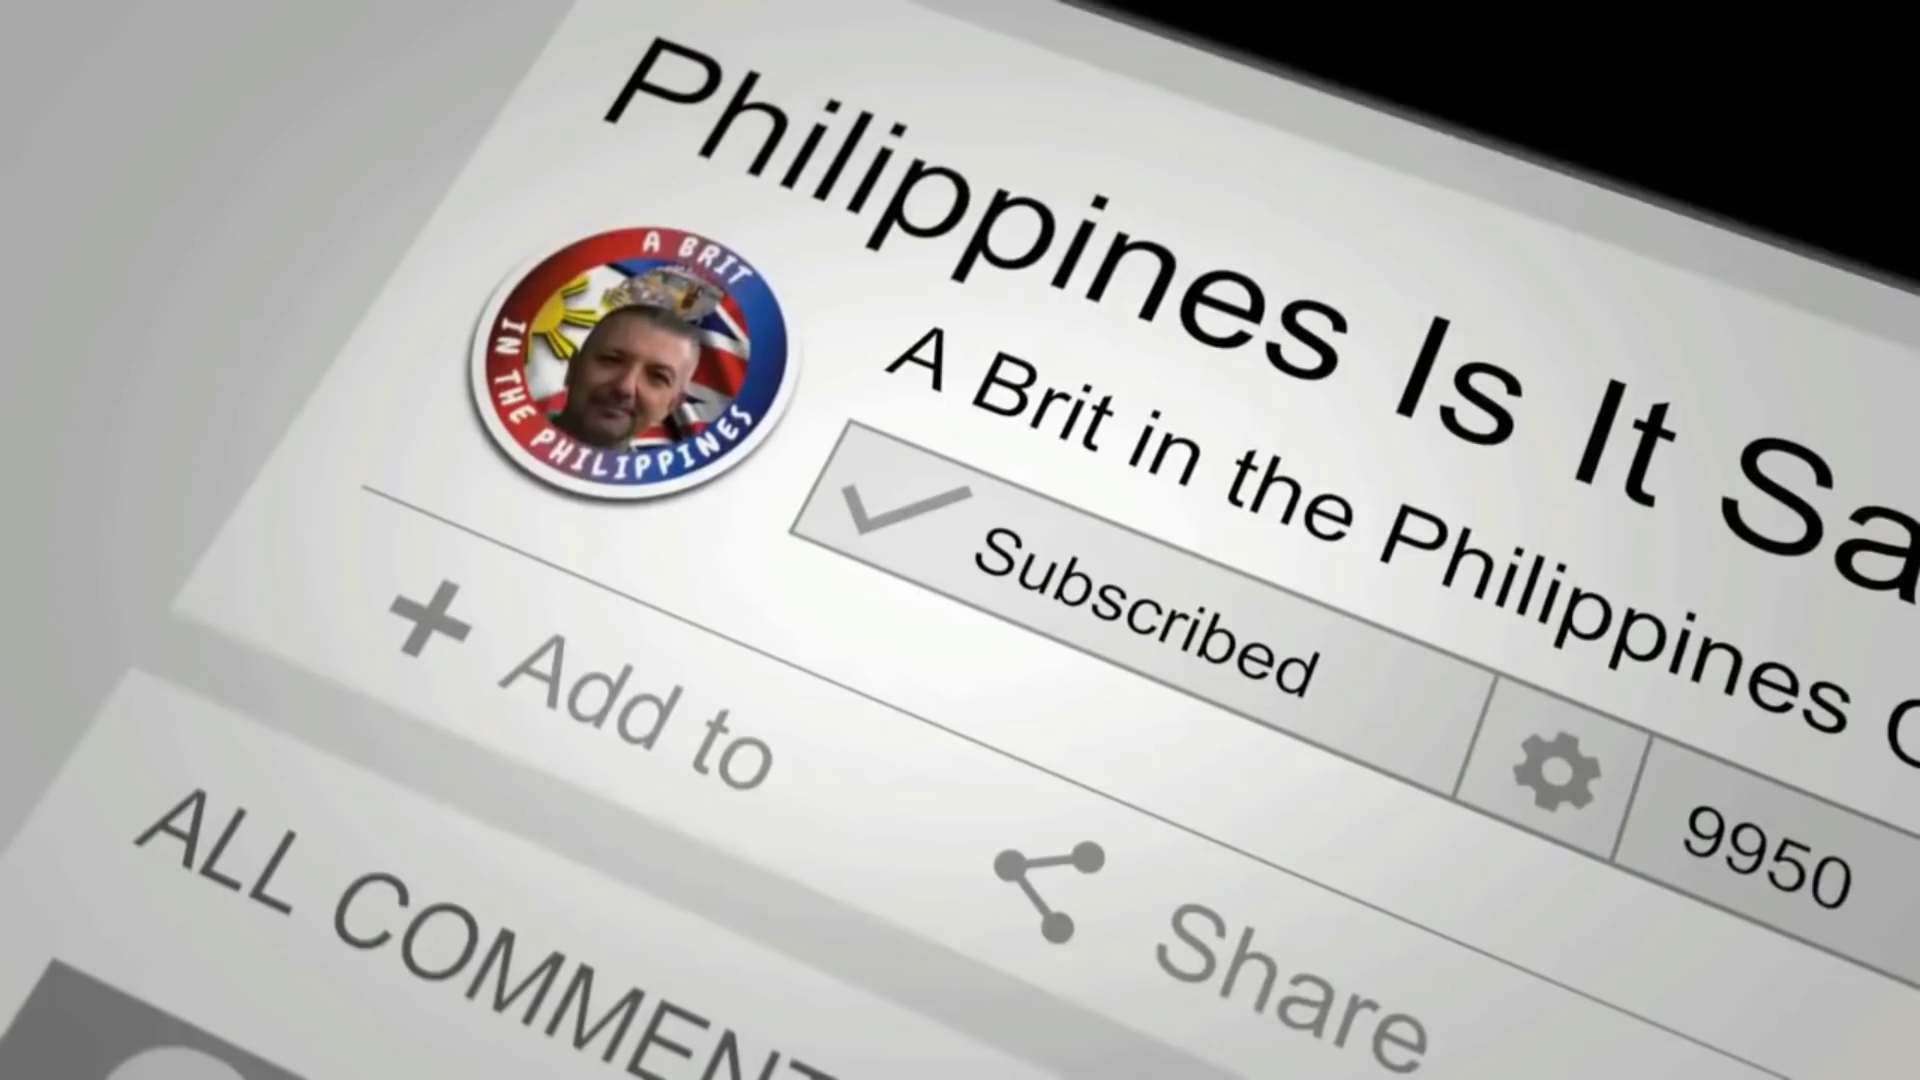 Philippines Is It Sa
A BRIT
IN THE PHILIPPINES
A Brit in the Philippines
Subscribed
9950
Add to
Share
ALL COMMENT